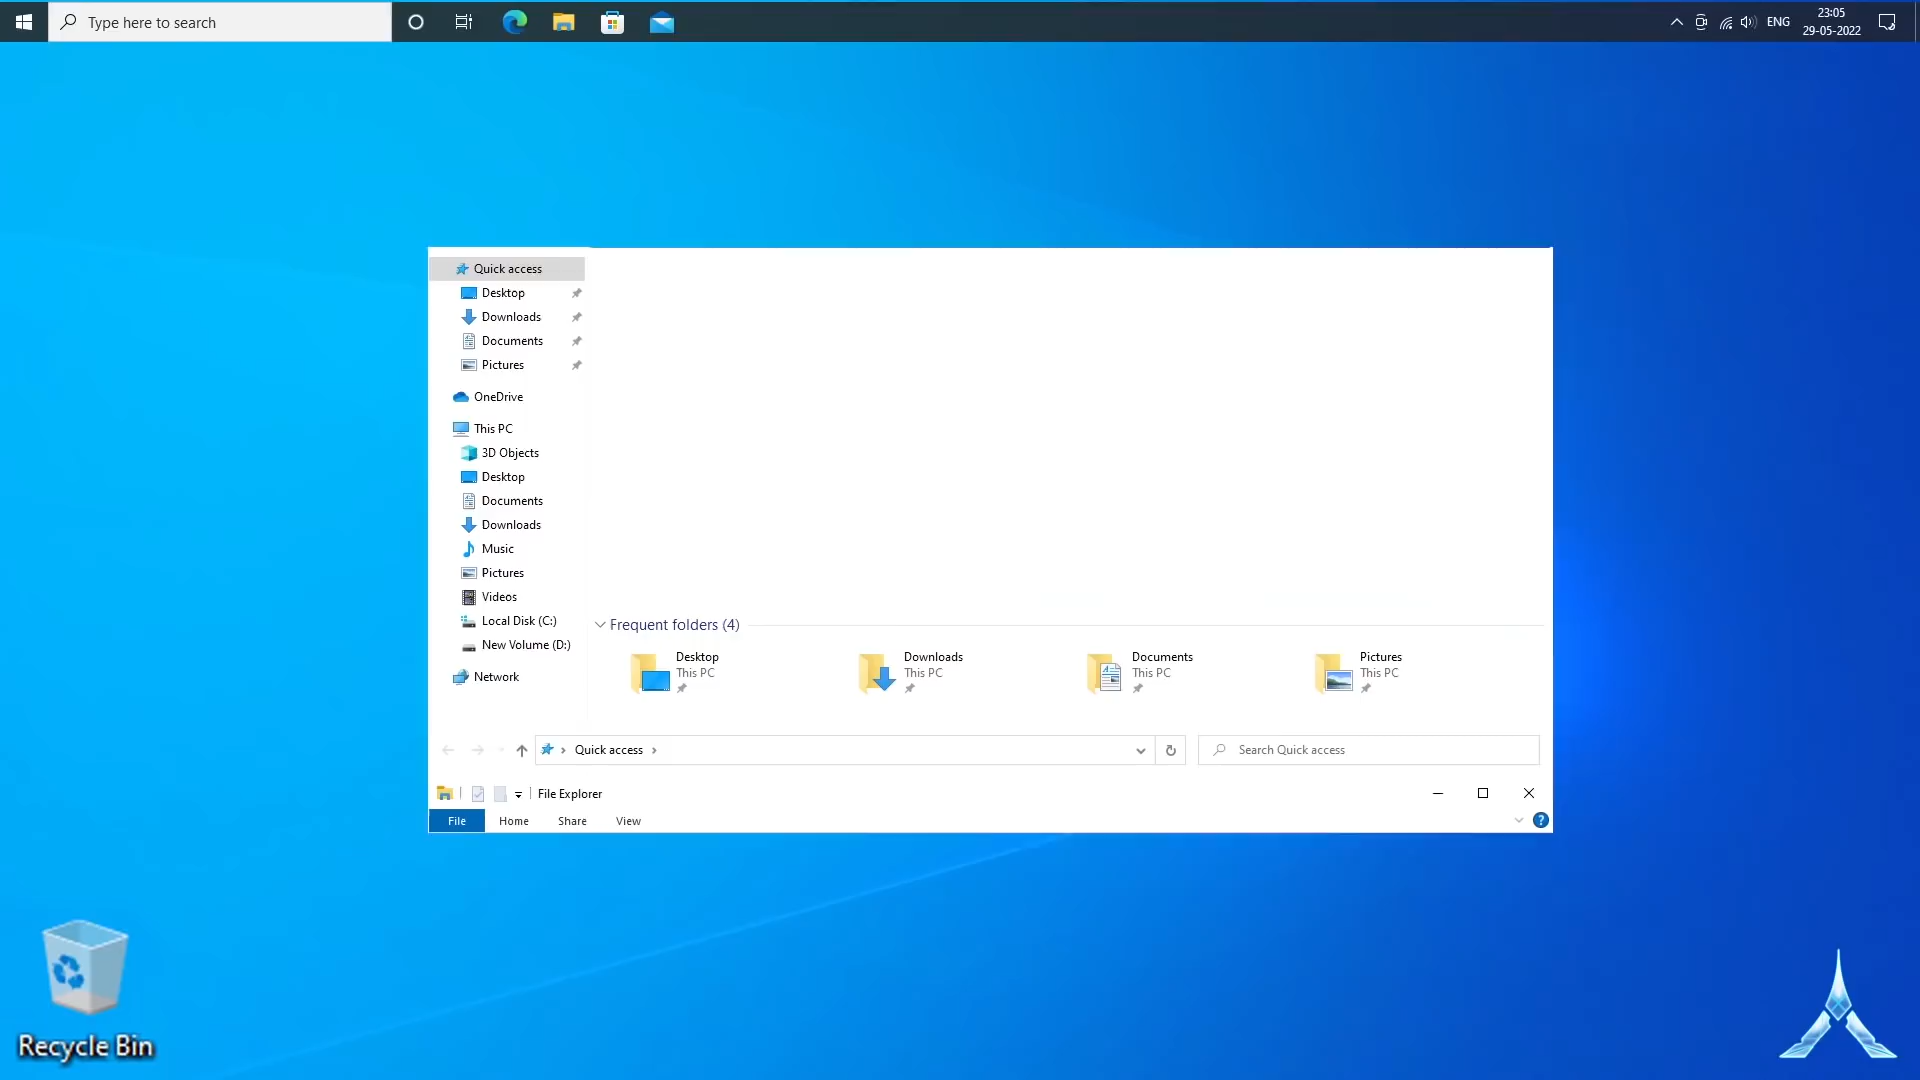 Type here to search
ENG
23:05
29-05-2022
Quick access
Desktop
Downloads
Documents
Pictures
OneDrive
This PC
3D Objects
Desktop
Documents
Downloads
Music
Pictures
Videos
Local Disk (C:)
New Volume (D:)
Network
Frequent folders (4)
Desktop
This PC
Downloads
This PC
Documents
This PC
Pictures
This PC
Quick access
Search Quick access
File Explorer
File
Home
Share
View
?
Recycle Bin